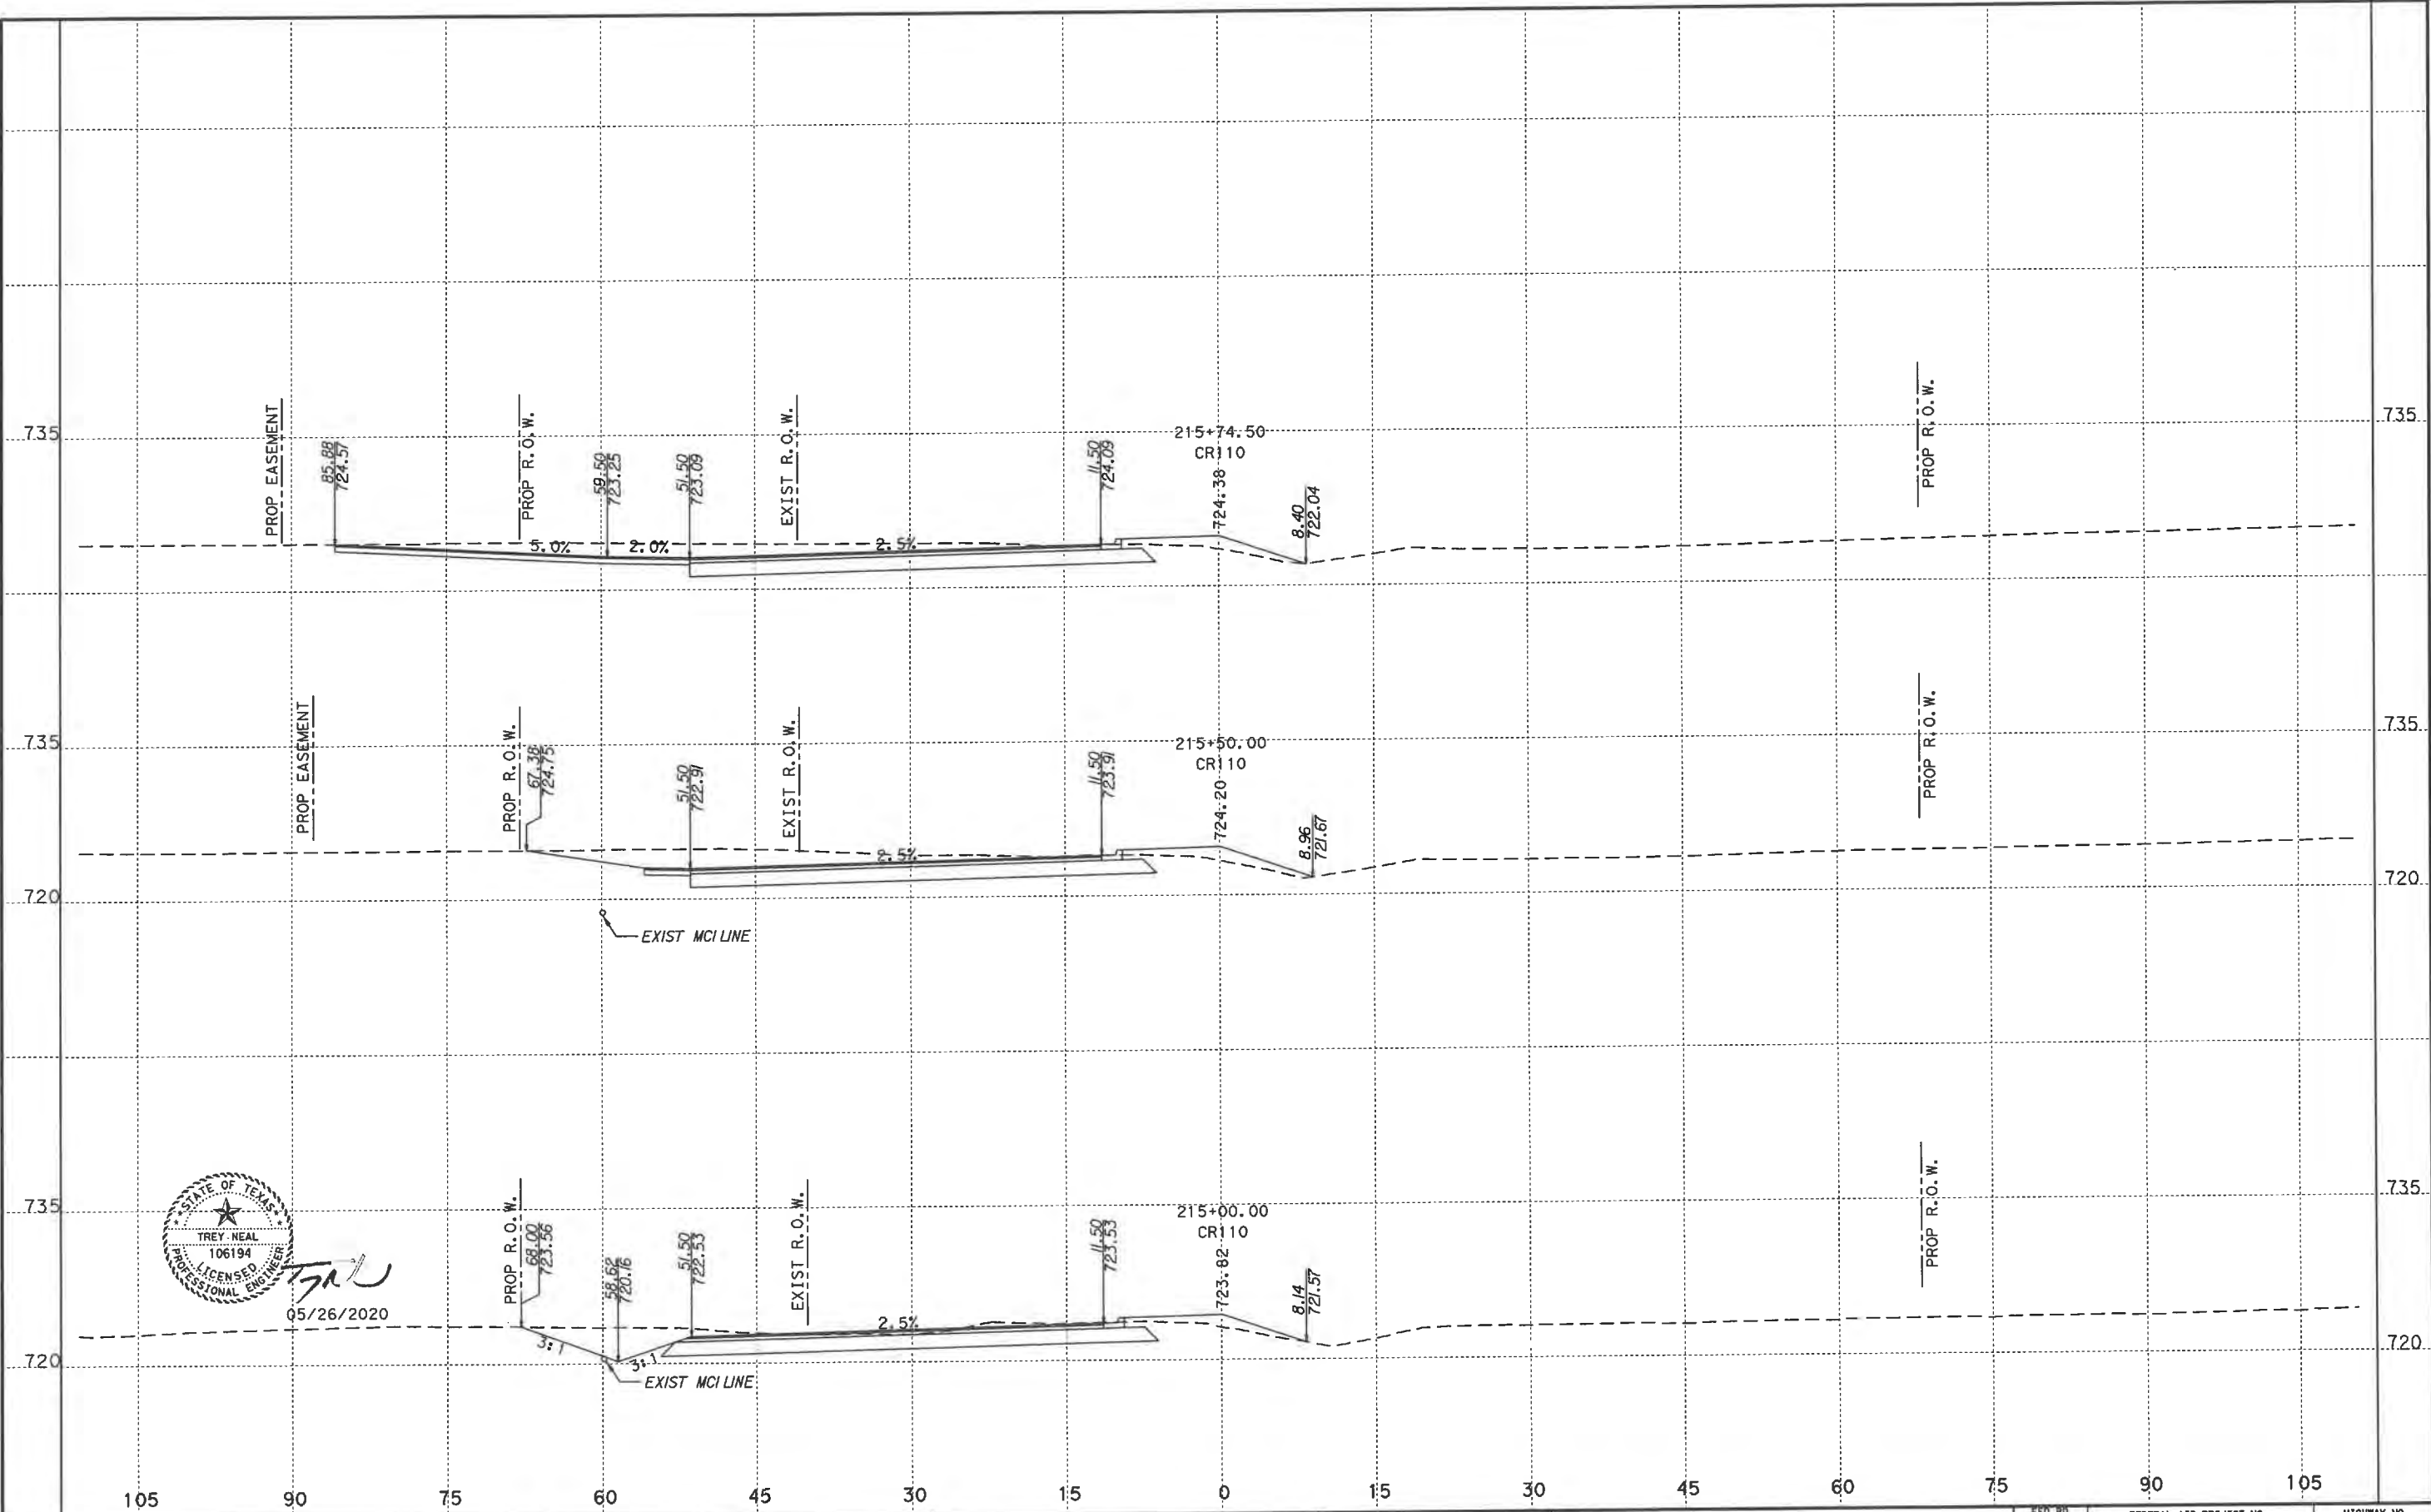 735
PROP EASEMENT
85.88
724.57
PROP R.O.W.
59.50
723.25
51.50
723.09
EXIST R.O.W.
11.50
724.09
215+74.50
CR110
724.38
8.40
722.04
PROP R.O.W.
735
5.0%
2.0%
2.5%
735
PROP EASEMENT
PROP R.O.W.
67.38
724.75
51.50
722.91
EXIST R.O.W.
11.50
723.91
215+50.00
CR110
724.20
8.96
721.67
PROP R.O.W.
735
2.5%
720
720
EXIST MCI LINE
735
PROP R.O.W.
68.00
723.56
58.62
720.16
51.50
722.53
EXIST R.O.W.
11.50
723.53
215+00.00
CR110
723.82
8.14
721.57
PROP R.O.W.
735
STATE OF TEXAS
TREY NEAL
106194
LICENSED
PROFESSIONAL ENGINEER
05/26/2020
2.5%
3:1
3:1
720
720
EXIST MCI LINE
105 90 75 60 45 30 15 0 15 30 45 60 75 90 105